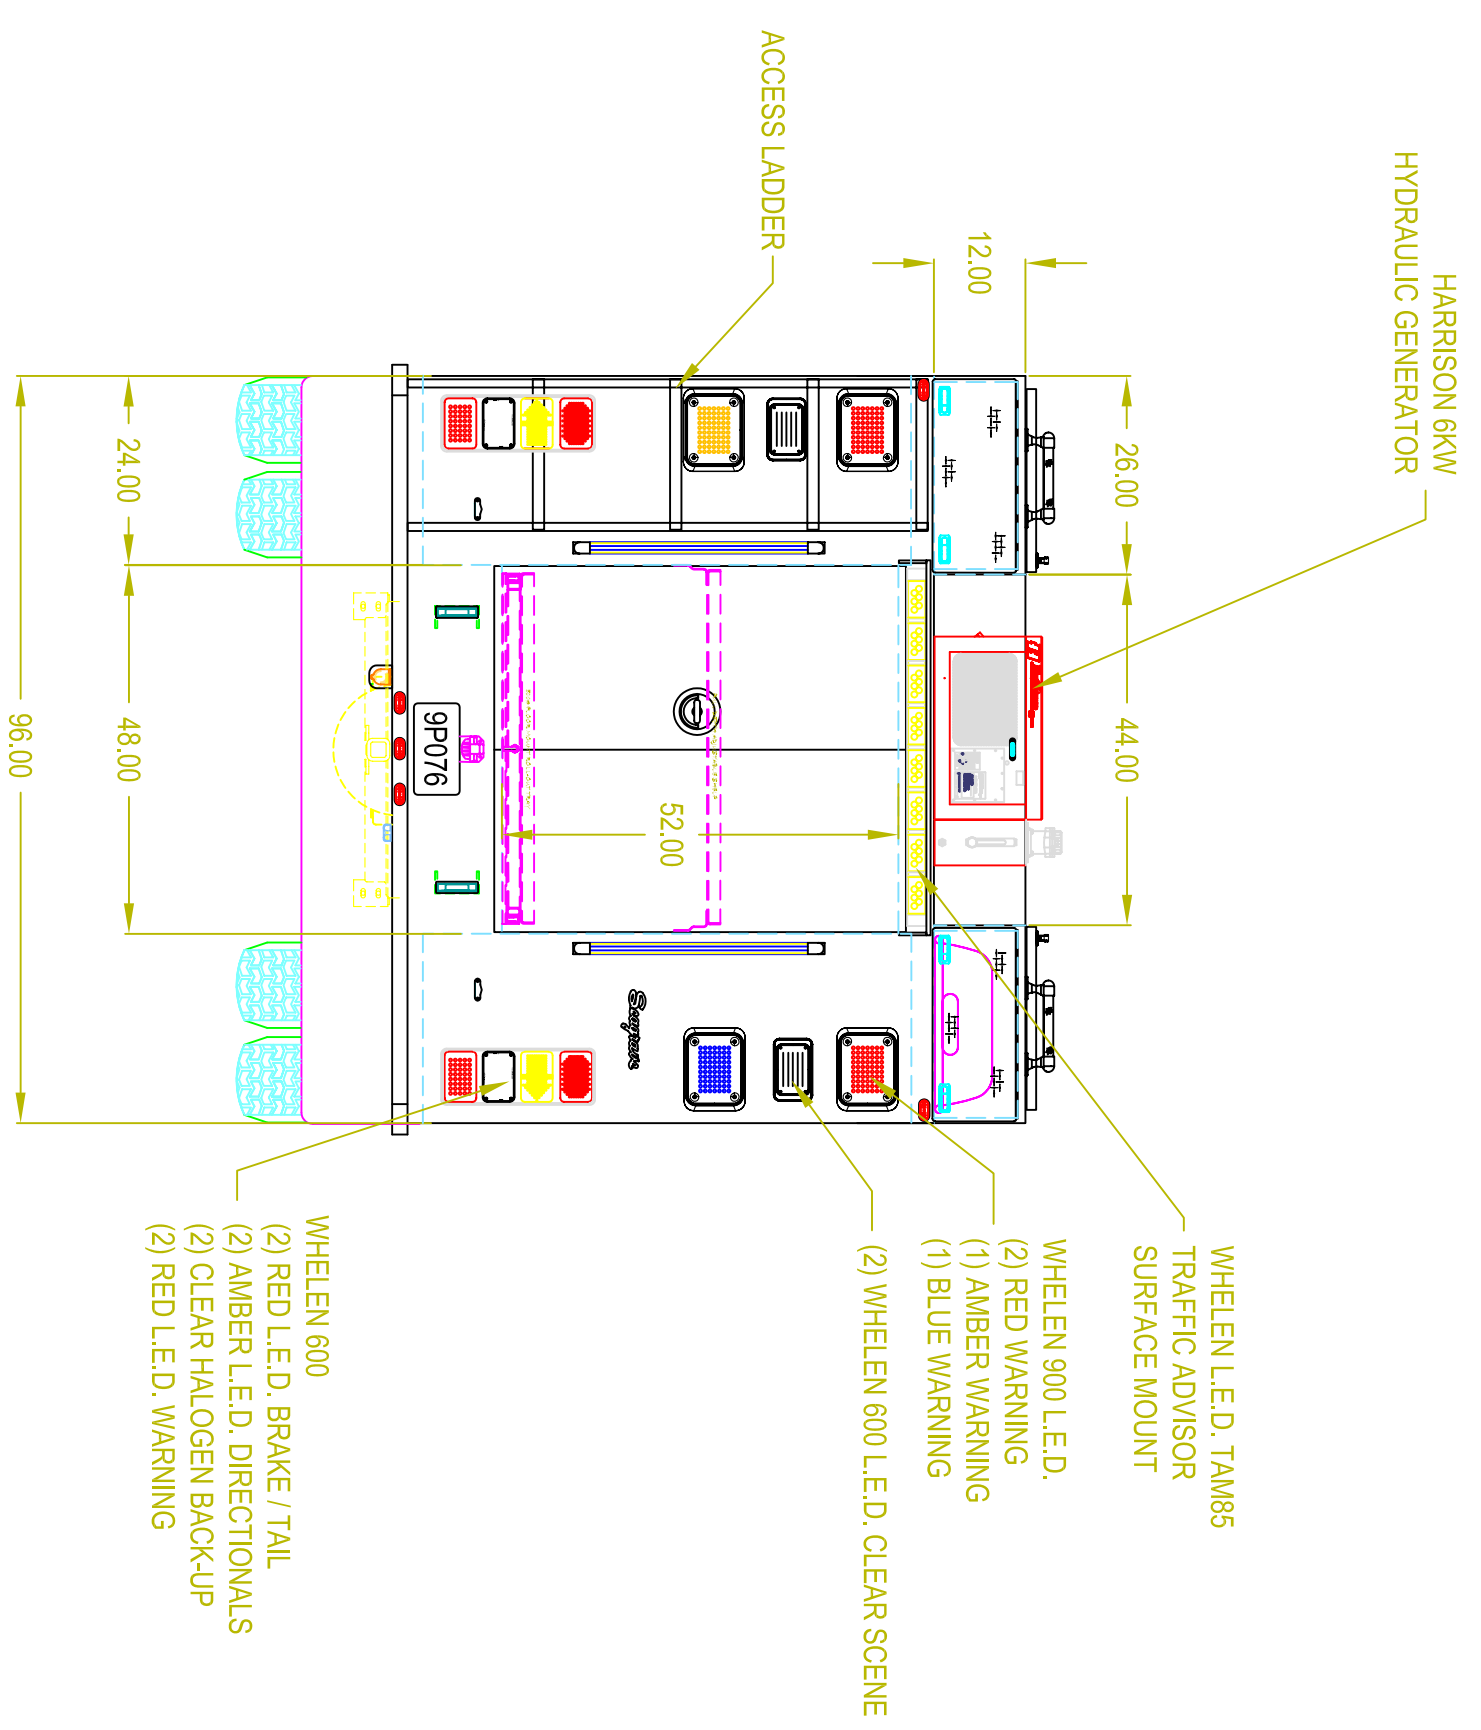 HARRISON 6KW
HYDRAULIC GENERATOR
ACCESS LADDER
12.00
26.00
44.00
52.00
9P076
Seagrave
24.00
48.00
96.00
WHELEN L.E.D. TAM85
TRAFFIC ADVISOR
SURFACE MOUNT
WHELEN 900 L.E.D.
(2) RED WARNING
(1) AMBER WARNING
(1) BLUE WARNING
(2) WHELEN 600 L.E.D. CLEAR SCENE
WHELEN 600
(2) RED L.E.D. BRAKE / TAIL
(2) AMBER L.E.D. DIRECTIONALS
(2) CLEAR HALOGEN BACK-UP
(2) RED L.E.D. WARNING